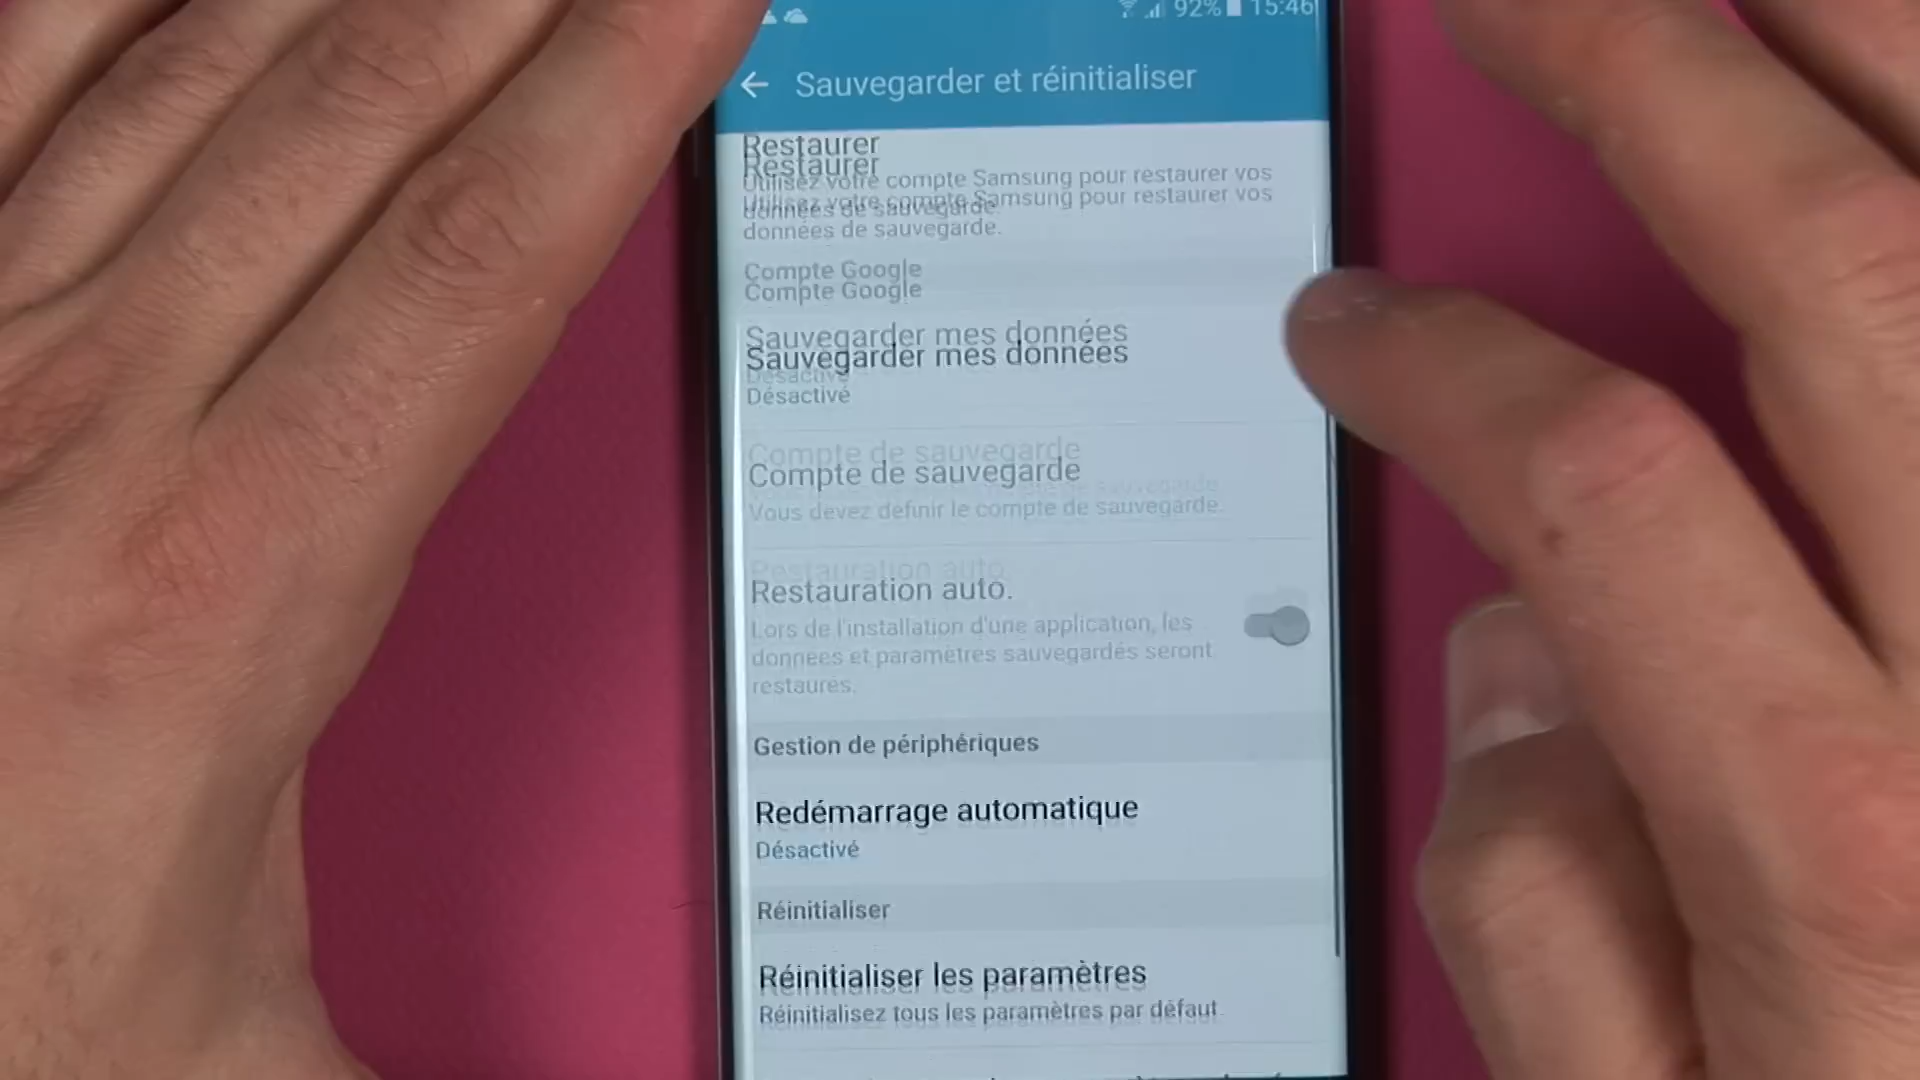 92% 15:46
Sauvegarder et réinitialiser
Restaurer
Utilisez votre compte Samsung pour restaurer vos
données de sauvegarde.
Compte Google
Sauvegarder mes données
Désactivé
Compte de sauvegarde
Vous devez définir le compte de sauvegarde.
Restauration auto.
Lors de l'installation d'une application, les
données et paramètres sauvegardés seront
restaurés.
Gestion de périphériques
Redémarrage automatique
Désactivé
Réinitialiser
Réinitialiser les paramètres
Réinitialisez tous les paramètres par défaut.